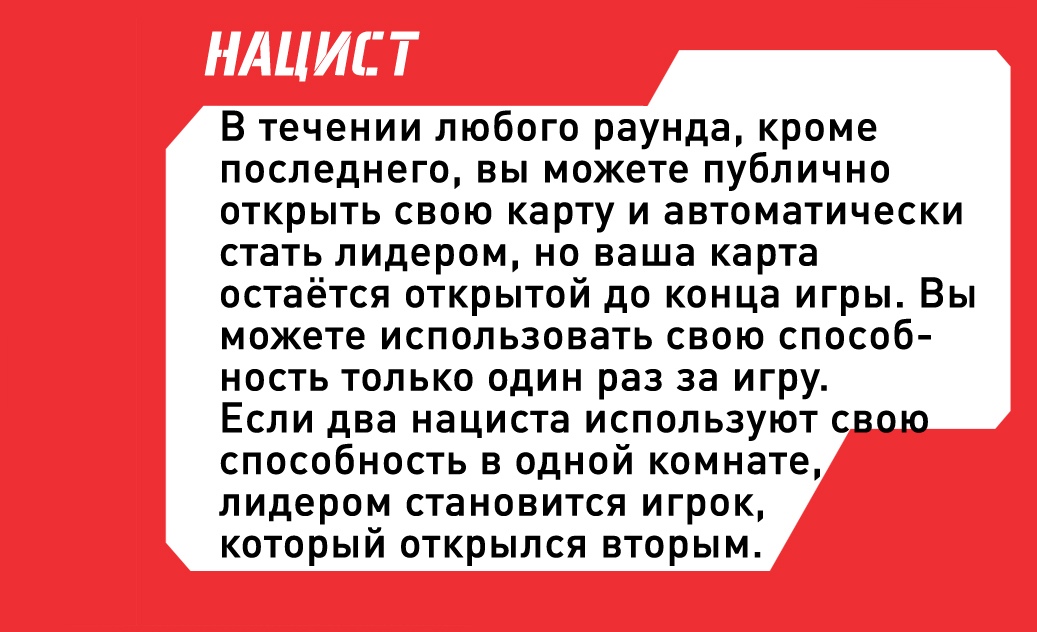 НАЦИСТ
В течении любого раунда, кроме
последнего, вы можете публично
открыть свою карту и автоматически
стать лидером, но ваша карта
остаётся открытой до конца игры. Вы
можете использовать свою способ-
ность только один раз за игру.
Если два нациста используют свою
способность в одной комнате,
лидером становится игрок,
который открылся вторым.